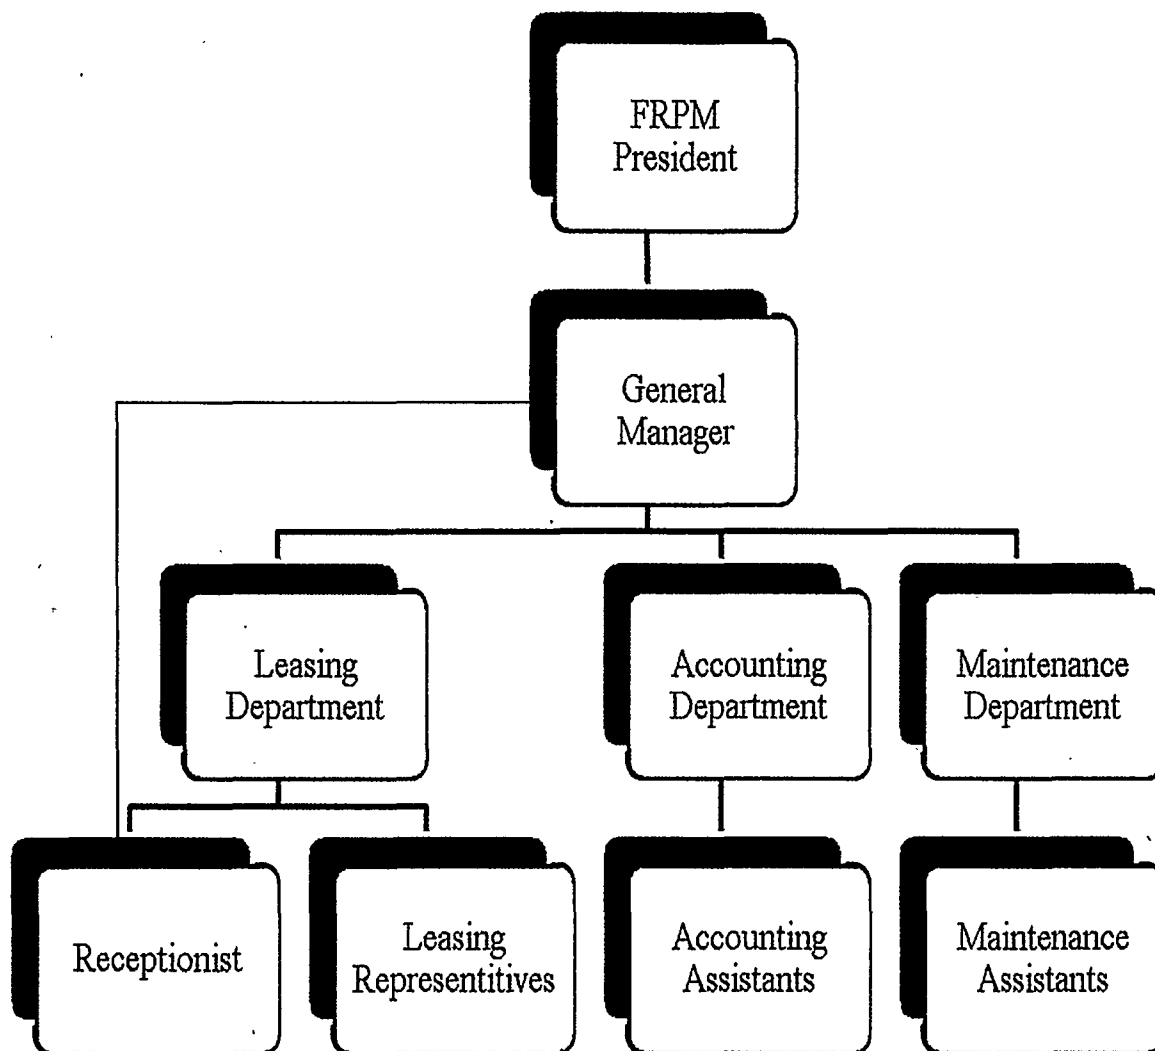 FRPM
President
General
Manager
Leasing
Department
Accounting
Department
Maintenance
Department
Receptionist
Leasing
Representitives
Accounting
Assistants
Maintenance
Assistants